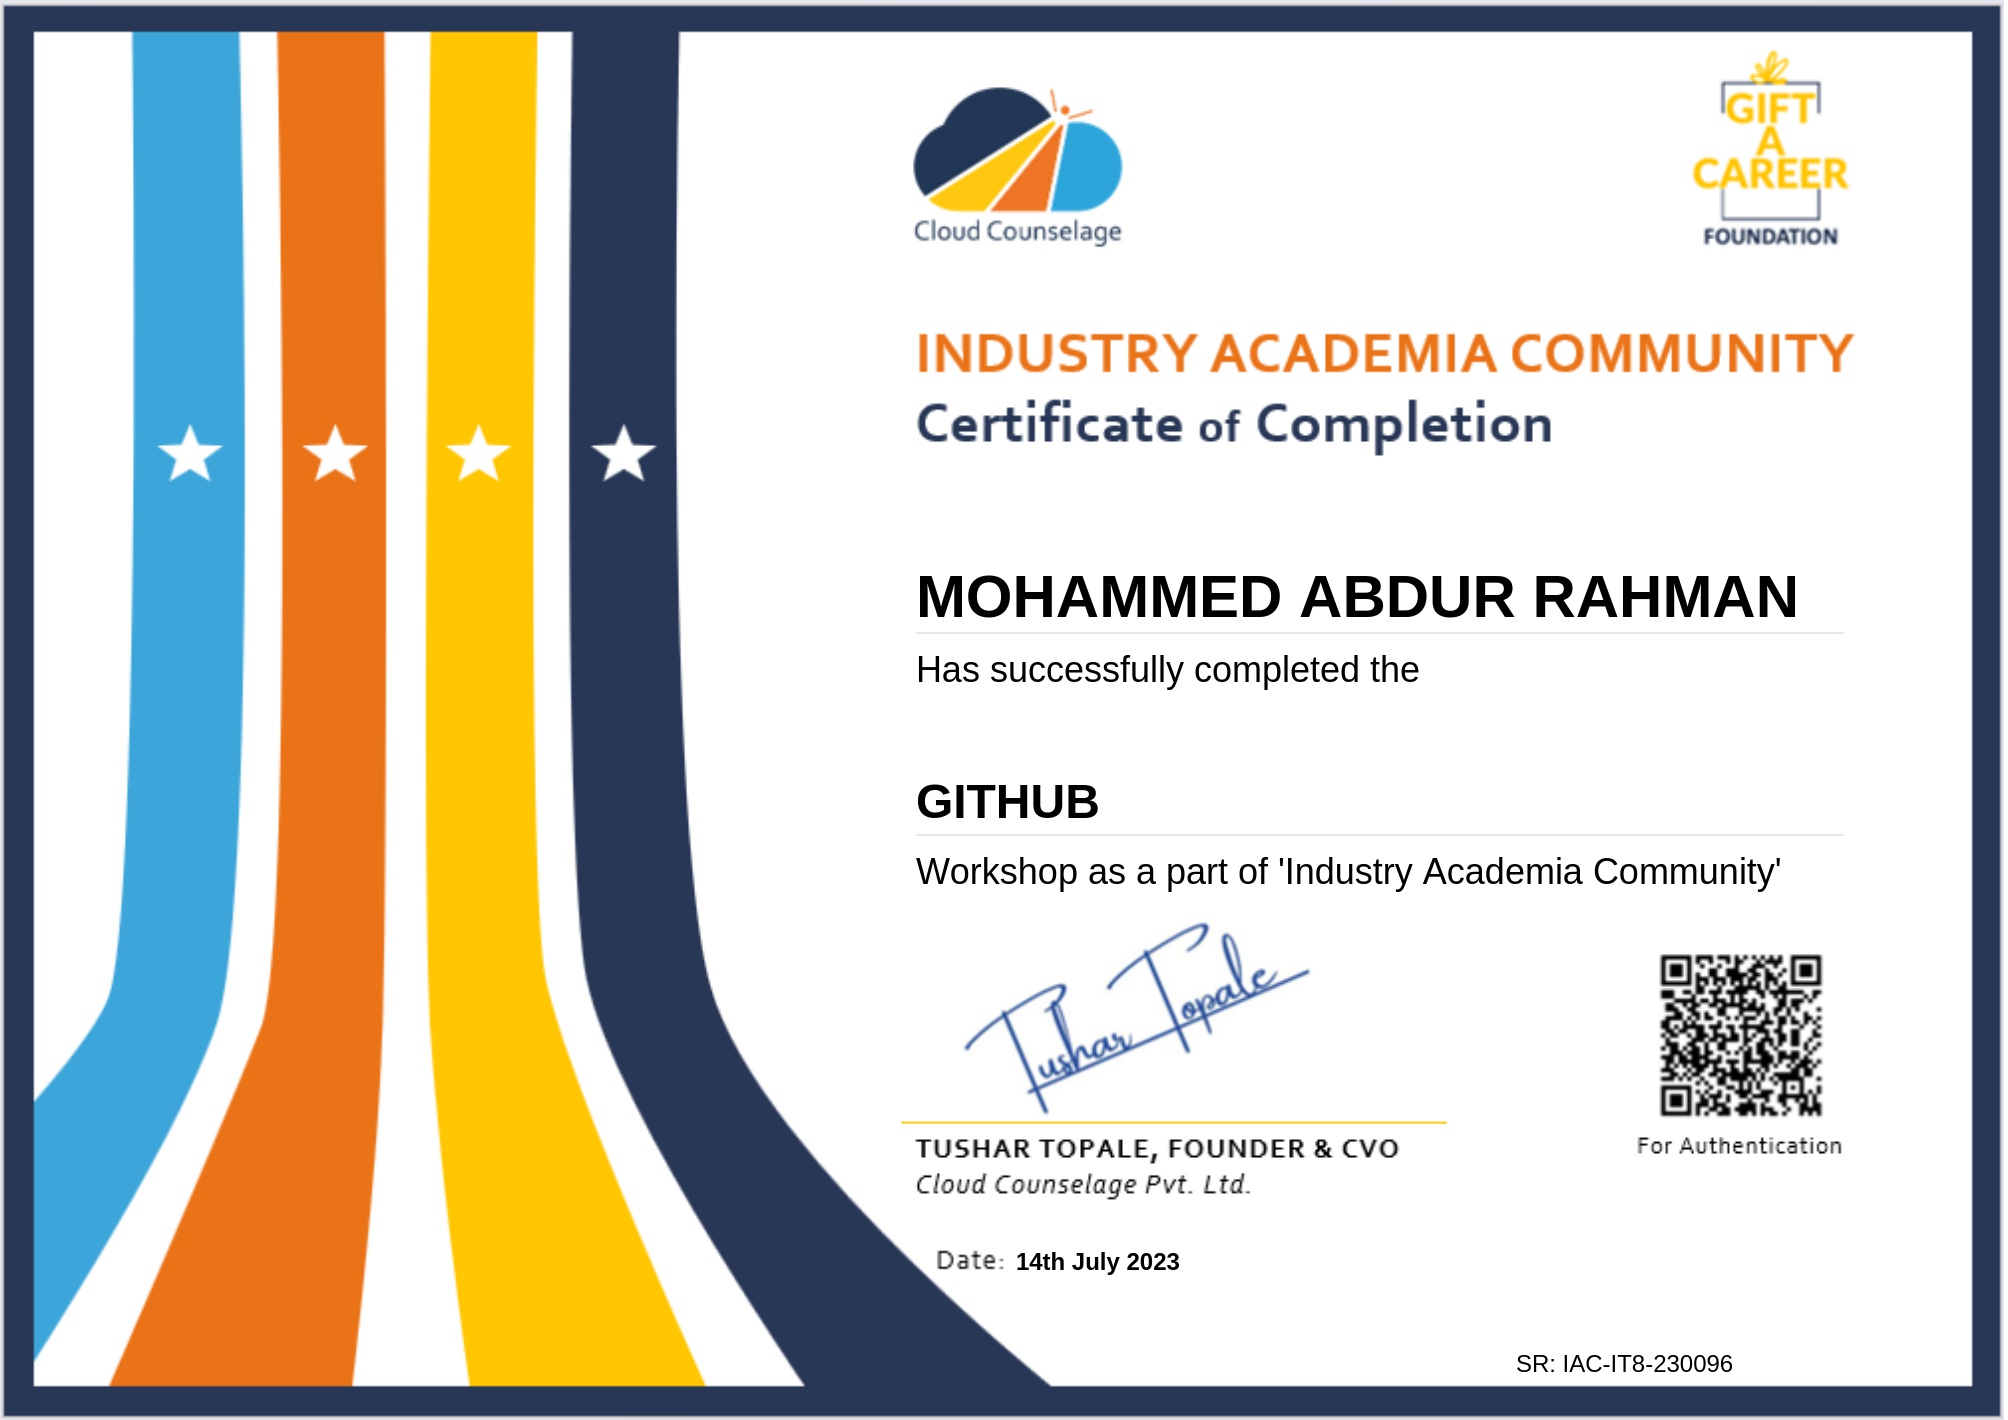 Cloud Counselage
GIFT
A
CAREER
FOUNDATION
INDUSTRY ACADEMIA COMMUNITY
Certificate of Completion
MOHAMMED ABDUR RAHMAN
Has successfully completed the
GITHUB
Workshop as a part of 'Industry Academia Community'
Tushar Topale
TUSHAR TOPALE, FOUNDER & CVO
Cloud Counselage Pvt. Ltd.
For Authentication
Date: 14th July 2023
SR: IAC-IT8-230096